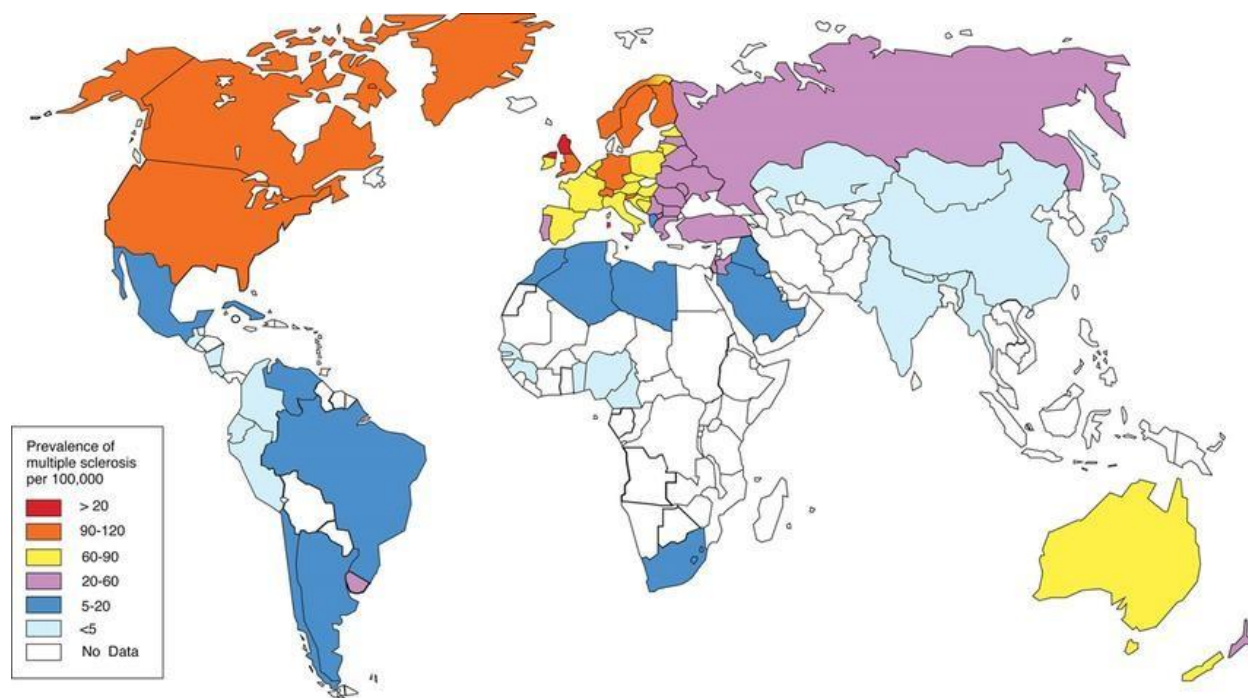 Prevalence of
multiple sclerosis
per 100,000
> 20
90-120
60-90
20-60
5-20
<5
No Data